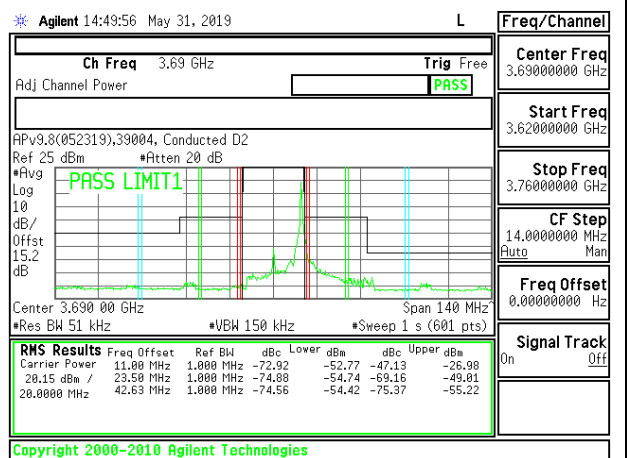 Agilent 14:49:56 May 31, 2019 L Freq/Channel
Ch Freq 3.69 GHz Trig Free
Adj Channel Power PASS
Center Freq
3.69000000 GHz
Start Freq
3.62000000 GHz
Stop Freq
3.76000000 GHz
CF Step
14.0000000 MHz
Auto Man
Freq Offset
0.00000000 Hz
Signal Track
On Off
APv9.8(052319),39004, Conducted D2
Ref 25 dBm #Atten 20 dB
#Avg
Log
10
dB/
Offst
15.2
dB
PASS LIMIT1
Center 3.690 00 GHz Span 140 MHz^
#Res BW 51 kHz #VBW 150 kHz #Sweep 1 s (601 pts)
RMS Results Freq Offset Ref BW dBc Lower dBm dBc Upper dBm
Carrier Power 11.00 MHz 1.000 MHz -72.92 -52.77 -47.13 -26.98
20.15 dBm / 23.50 MHz 1.000 MHz -74.88 -54.74 -69.16 -49.01
20.0000 MHz 42.63 MHz 1.000 MHz -74.56 -54.42 -75.37 -55.22
Copyright 2000-2010 Agilent Technologies